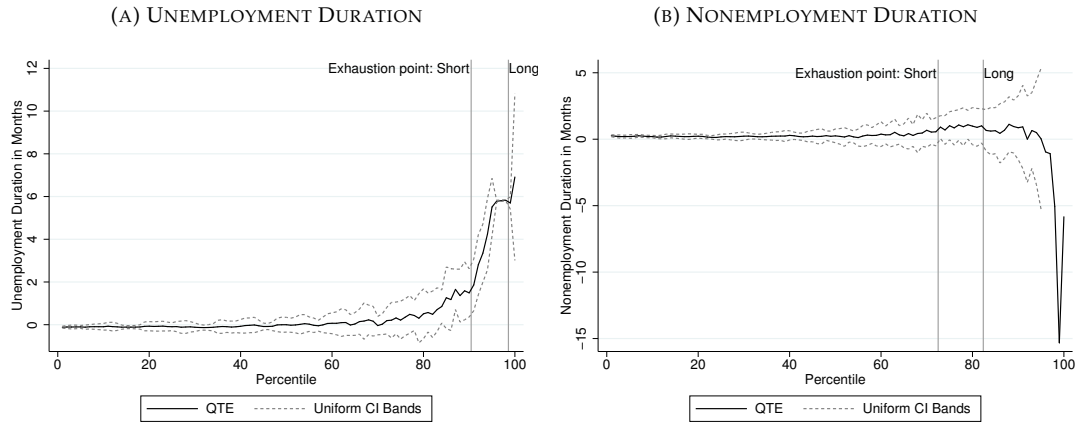 (A) UNEMPLOYMENT DURATION
Exhaustion point: Short
Long
Unemployment Duration in Months
12
10
8
6
4
2
0
0
20
40
60
80
100
Percentile
QTE
Uniform CI Bands
(B) NONEMPLOYMENT DURATION
Exhaustion point: Short
Long
Nonemployment Duration in Months
5
0
−5
−10
−15
0
20
40
60
80
100
Percentile
QTE
Uniform CI Bands